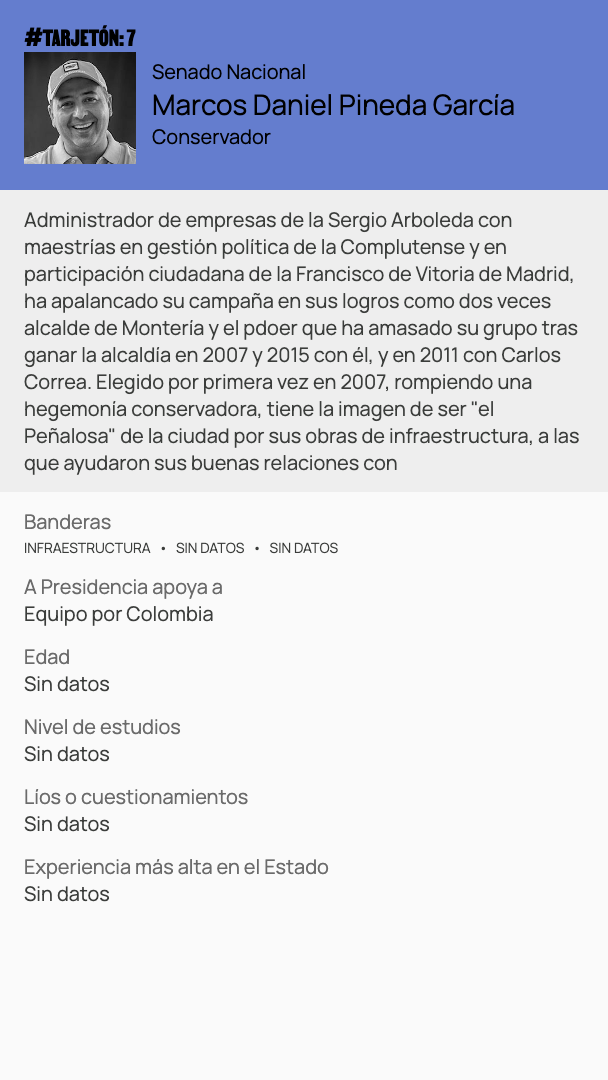 #TARJETÓN: 7
Senado Nacional
Marcos Daniel Pineda García
Conservador
Administrador de empresas de la Sergio Arboleda con
maestrías en gestión política de la Complutense y en
participación ciudadana de la Francisco de Vitoria de Madrid,
ha apalancado su campaña en sus logros como dos veces
alcalde de Montería y el pdoer que ha amasado su grupo tras
ganar la alcaldía en 2007 y 2015 con él, y en 2011 con Carlos
Correa. Elegido por primera vez en 2007, rompiendo una
hegemonía conservadora, tiene la imagen de ser "el
Peñalosa" de la ciudad por sus obras de infraestructura, a las
que ayudaron sus buenas relaciones con
Banderas
INFRAESTRUCTURA • SIN DATOS • SIN DATOS
A Presidencia apoya a
Equipo por Colombia
Edad
Sin datos
Nivel de estudios
Sin datos
Líos o cuestionamientos
Sin datos
Experiencia más alta en el Estado
Sin datos